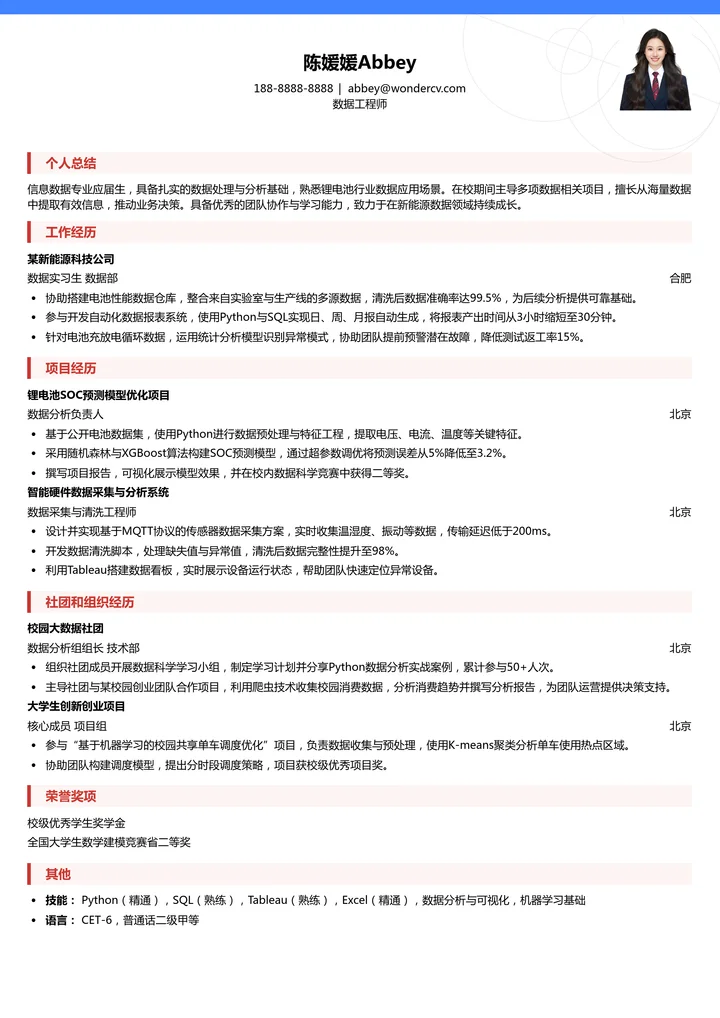 陈媛媛Abbey
188-8888-8888 | abbey@wondercv.com
数据工程师
个人总结
信息数据专业应届生，具备扎实的数据处理与分析基础，熟悉锂电池行业数据应用场景。在校期间主导多项数据相关项目，擅长从海量数据
中提取有效信息，推动业务决策。具备优秀的团队协作与学习能力，致力于在新能源数据领域持续成长。
工作经历
某新能源科技公司
数据实习生 数据部 合肥
• 协助搭建电池性能数据仓库，整合来自实验室与生产线的多源数据，清洗后数据准确率达99.5%，为后续分析提供可靠基础。
• 参与开发自动化数据报表系统，使用Python与SQL实现日、周、月报自动生成，将报表产出时间从3小时缩短至30分钟。
• 针对电池充放电循环数据，运用统计分析模型识别异常模式，协助团队提前预警潜在故障，降低测试返工率15%。
项目经历
锂电池SOC预测模型优化项目
数据分析负责人 北京
• 基于公开电池数据集，使用Python进行数据预处理与特征工程，提取电压、电流、温度等关键特征。
• 采用随机森林与XGBoost算法构建SOC预测模型，通过超参数调优将预测误差从5%降低至3.2%。
• 撰写项目报告，可视化展示模型效果，并在校内数据科学竞赛中获得二等奖。
智能硬件数据采集与分析系统
数据采集与清洗工程师 北京
• 设计并实现基于MQTT协议的传感器数据采集方案，实时收集温湿度、振动等数据，传输延迟低于200ms。
• 开发数据清洗脚本，处理缺失值与异常值，清洗后数据完整性提升至98%。
• 利用Tableau搭建数据看板，实时展示设备运行状态，帮助团队快速定位异常设备。
社团和组织经历
校园大数据社团
数据分析组组长 技术部 北京
• 组织社团成员开展数据科学学习小组，制定学习计划并分享Python数据分析实战案例，累计参与50+人次。
• 主导社团与某校园创业团队合作项目，利用爬虫技术收集校园消费数据，分析消费趋势并撰写分析报告，为团队运营提供决策支持。
大学生创新创业项目
核心成员 项目组 北京
• 参与“基于机器学习的校园共享单车调度优化”项目，负责数据收集与预处理，使用K-means聚类分析单车使用热点区域。
• 协助团队构建调度模型，提出分时段调度策略，项目获校级优秀项目奖。
荣誉奖项
校级优秀学生奖学金
全国大学生数学建模竞赛省二等奖
其他
• 技能： Python（精通），SQL（熟练），Tableau（熟练），Excel（精通），数据分析与可视化，机器学习基础
• 语言： CET-6，普通话二级甲等